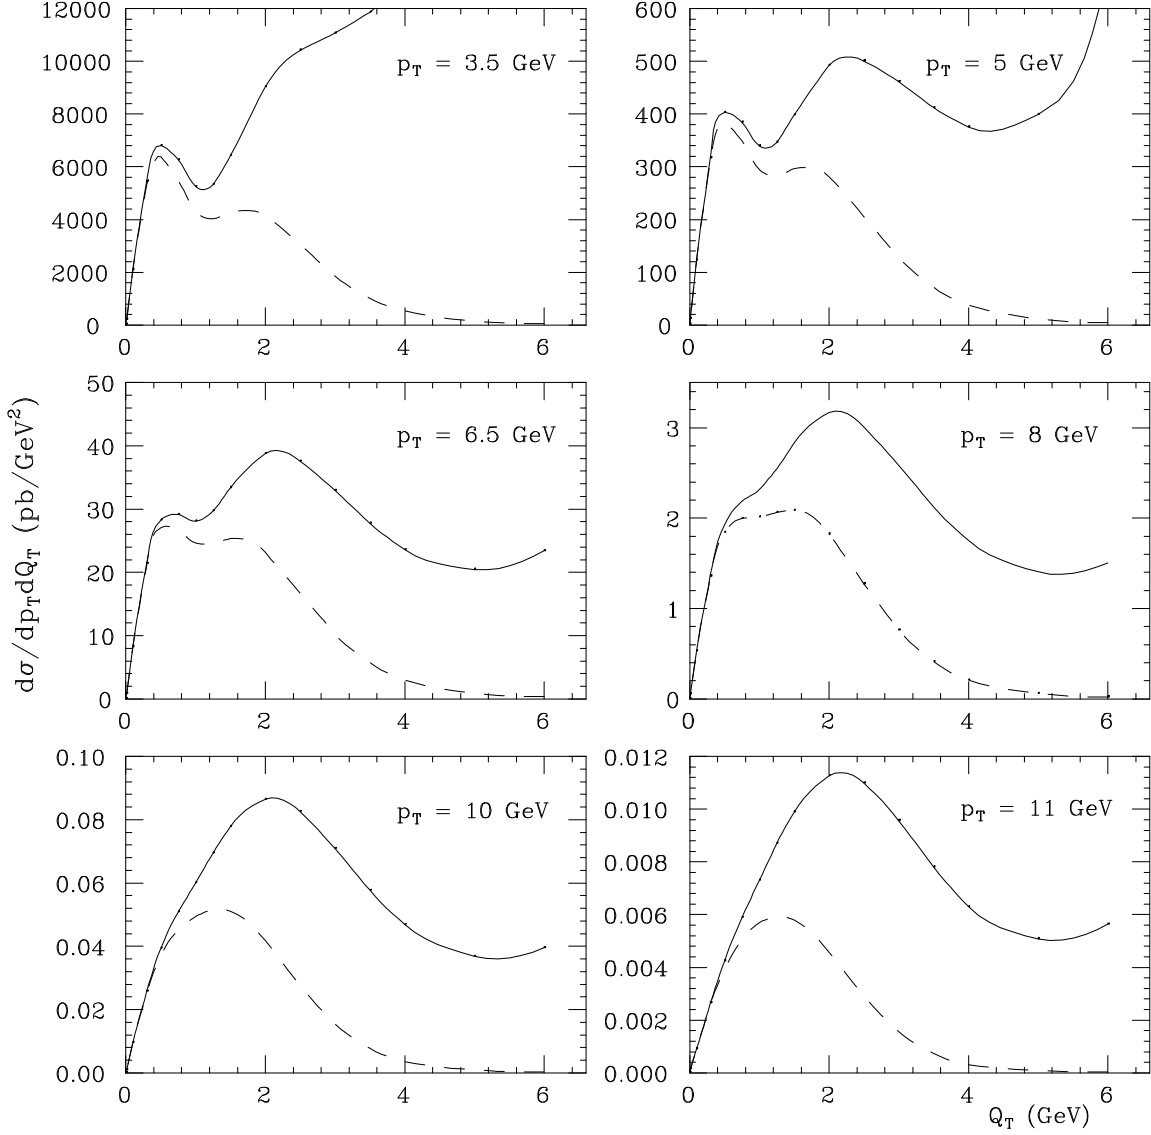 12000
10000
8000
6000
4000
2000
0
0 2 4 6
p_T = 3.5 GeV
600
500
400
300
200
100
0
0 2 4 6
p_T = 5 GeV
dσ/dp_TdQ_T (pb/GeV²)
50
40
30
20
10
0
0 2 4 6
p_T = 6.5 GeV
3
2
1
0
0 2 4 6
p_T = 8 GeV
0.10
0.08
0.06
0.04
0.02
0.00
0 2 4 6
p_T = 10 GeV
0.012
0.010
0.008
0.006
0.004
0.002
0.000
0 2 4 6
p_T = 11 GeV
Q_T (GeV)